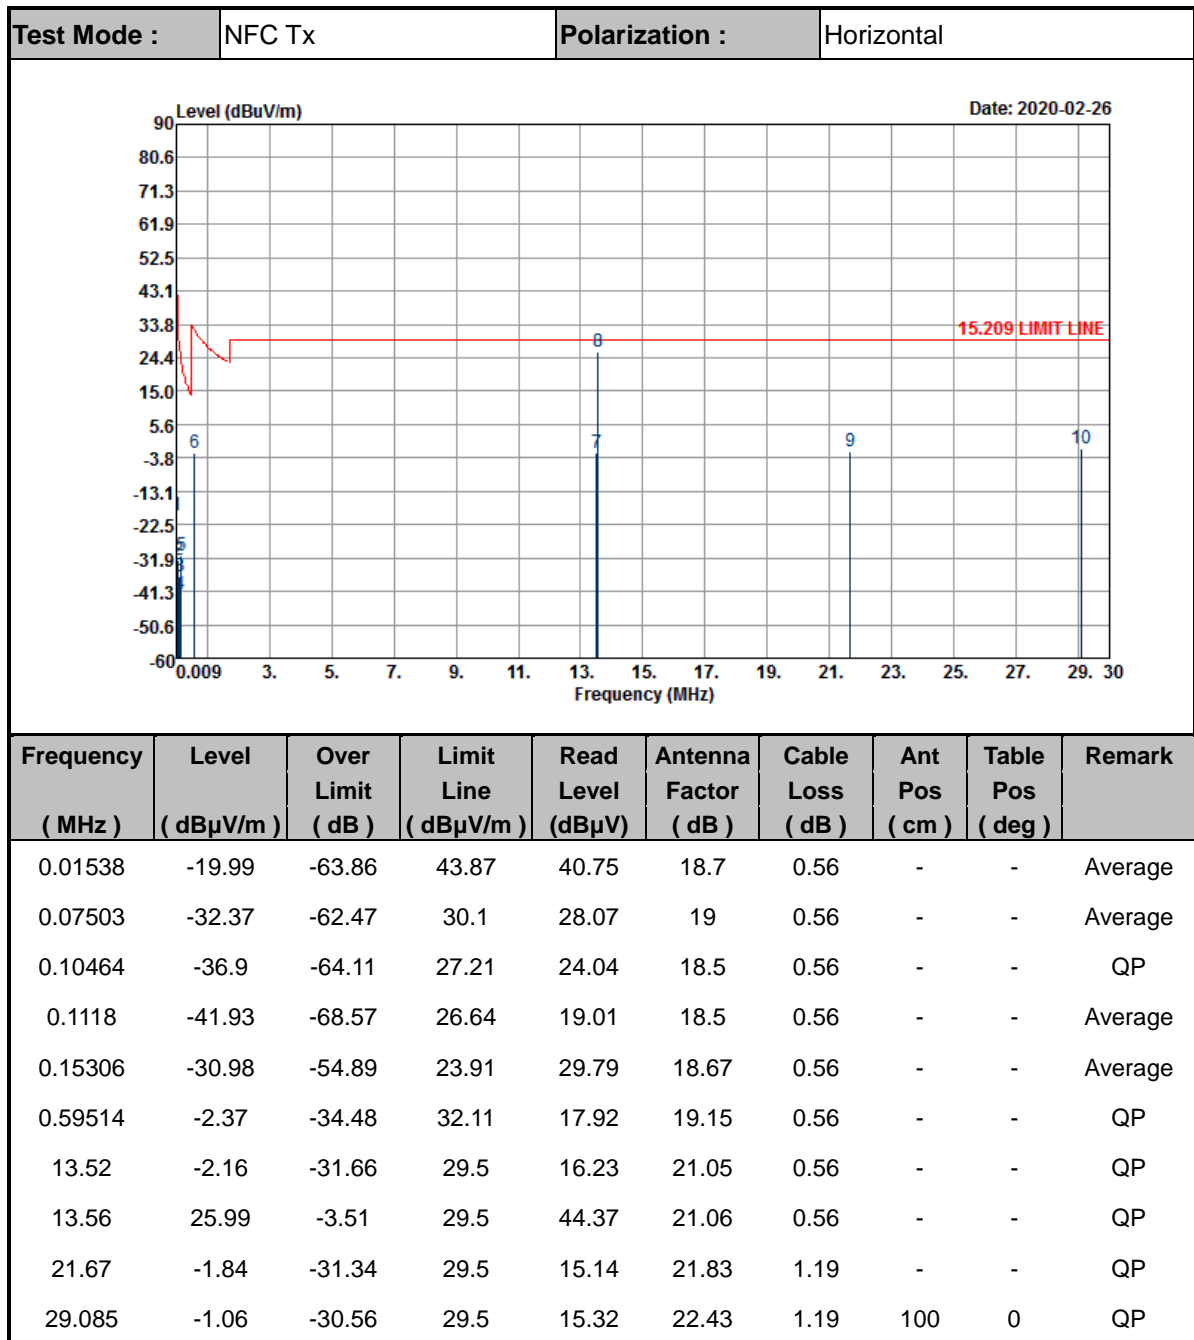 Test Mode : NFC Tx Polarization : Horizontal
Level (dBuV/m) Date: 2020-02-26
90
80.6
71.3
61.9
52.5
43.1
33.8
15.209 LIMIT LINE
8
24.4
15.0
5.6
6 7 9 10
-3.8
-13.1
-22.5
-31.9
-41.3
-50.6
-60
0.009 3. 5. 7. 9. 11. 13. 15. 17. 19. 21. 23. 25. 27. 29. 30
Frequency (MHz)
Frequency Level Over Limit Read Antenna Cable Ant Table Remark
Limit Line Level Factor Loss Pos Pos
( MHz ) ( dBµV/m ) ( dB ) ( dBµV/m ) (dBµV) ( dB ) ( dB ) ( cm ) ( deg )
0.01538 -19.99 -63.86 43.87 40.75 18.7 0.56 - - Average
0.07503 -32.37 -62.47 30.1 28.07 19 0.56 - - Average
0.10464 -36.9 -64.11 27.21 24.04 18.5 0.56 - - QP
0.1118 -41.93 -68.57 26.64 19.01 18.5 0.56 - - Average
0.15306 -30.98 -54.89 23.91 29.79 18.67 0.56 - - Average
0.59514 -2.37 -34.48 32.11 17.92 19.15 0.56 - - QP
13.52 -2.16 -31.66 29.5 16.23 21.05 0.56 - - QP
13.56 25.99 -3.51 29.5 44.37 21.06 0.56 - - QP
21.67 -1.84 -31.34 29.5 15.14 21.83 1.19 - - QP
29.085 -1.06 -30.56 29.5 15.32 22.43 1.19 100 0 QP